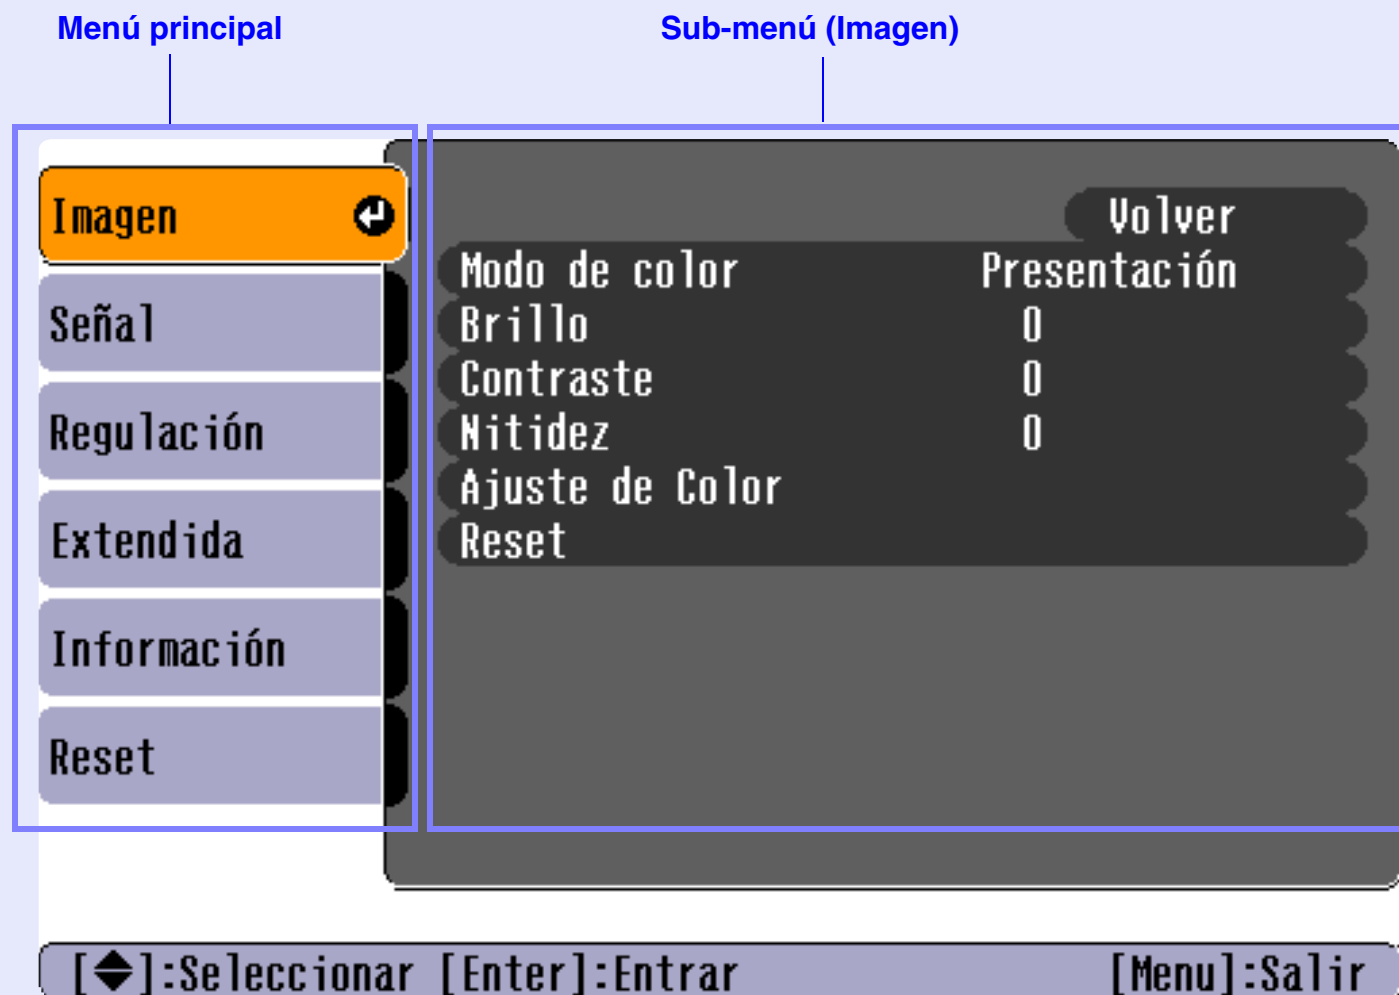 Menú principal
Sub-menú (Imagen)
Imagen
Señal
Regulación
Extendida
Información
Reset
Volver
Modo de color Presentación
Brillo 0
Contraste 0
Nitidez 0
Ajuste de Color
Reset
[◆]:Seleccionar [Enter]:Entrar [Menu]:Salir